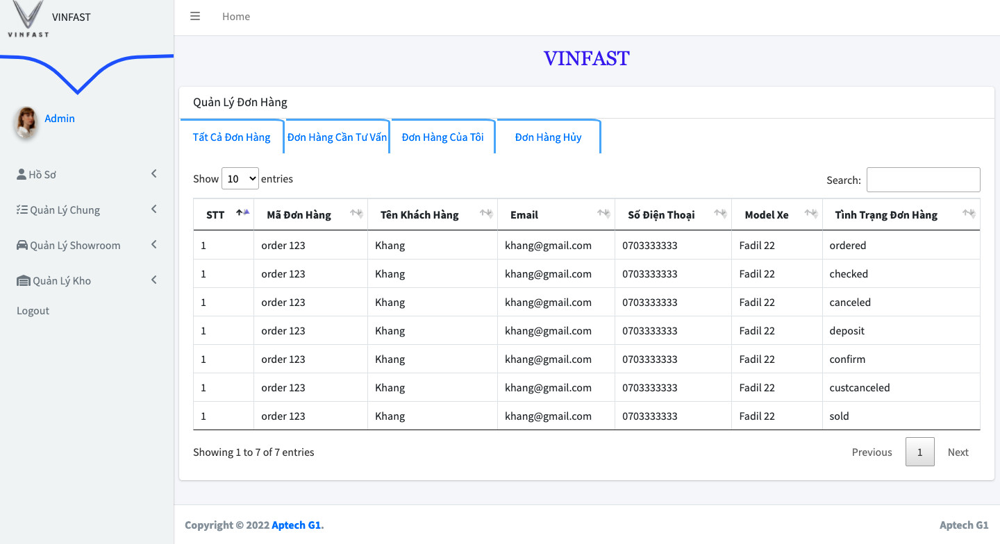 VINFAST
VINFAST
Home
VINFAST
Admin
Hồ Sơ
Quản Lý Chung
Quản Lý Showroom
Quản Lý Kho
Logout
Quản Lý Đơn Hàng
Tất Cả Đơn Hàng Đơn Hàng Cần Tư Vấn Đơn Hàng Của Tôi Đơn Hàng Hủy
Show 10 entries Search:
STT Mã Đơn Hàng Tên Khách Hàng Email Số Điện Thoại Model Xe Tình Trạng Đơn Hàng
1 order 123 Khang khang@gmail.com 0703333333 Fadil 22 ordered
1 order 123 Khang khang@gmail.com 0703333333 Fadil 22 checked
1 order 123 Khang khang@gmail.com 0703333333 Fadil 22 canceled
1 order 123 Khang khang@gmail.com 0703333333 Fadil 22 deposit
1 order 123 Khang khang@gmail.com 0703333333 Fadil 22 confirm
1 order 123 Khang khang@gmail.com 0703333333 Fadil 22 custcanceled
1 order 123 Khang khang@gmail.com 0703333333 Fadil 22 sold
Showing 1 to 7 of 7 entries Previous 1 Next
Copyright © 2022 Aptech G1. Aptech G1